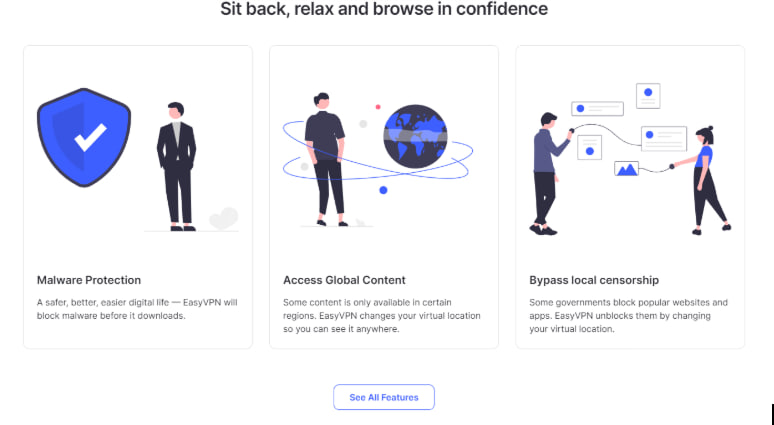 Sit back, relax and browse in confidence
Malware Protection
A safer, better, easier digital life — EasyVPN will
block malware before it downloads.
Access Global Content
Some content is only available in certain
regions. EasyVPN changes your virtual location
so you can see it anywhere.
Bypass local censorship
Some governments block popular websites and
apps. EasyVPN unblocks them by changing
your virtual location.
See All Features